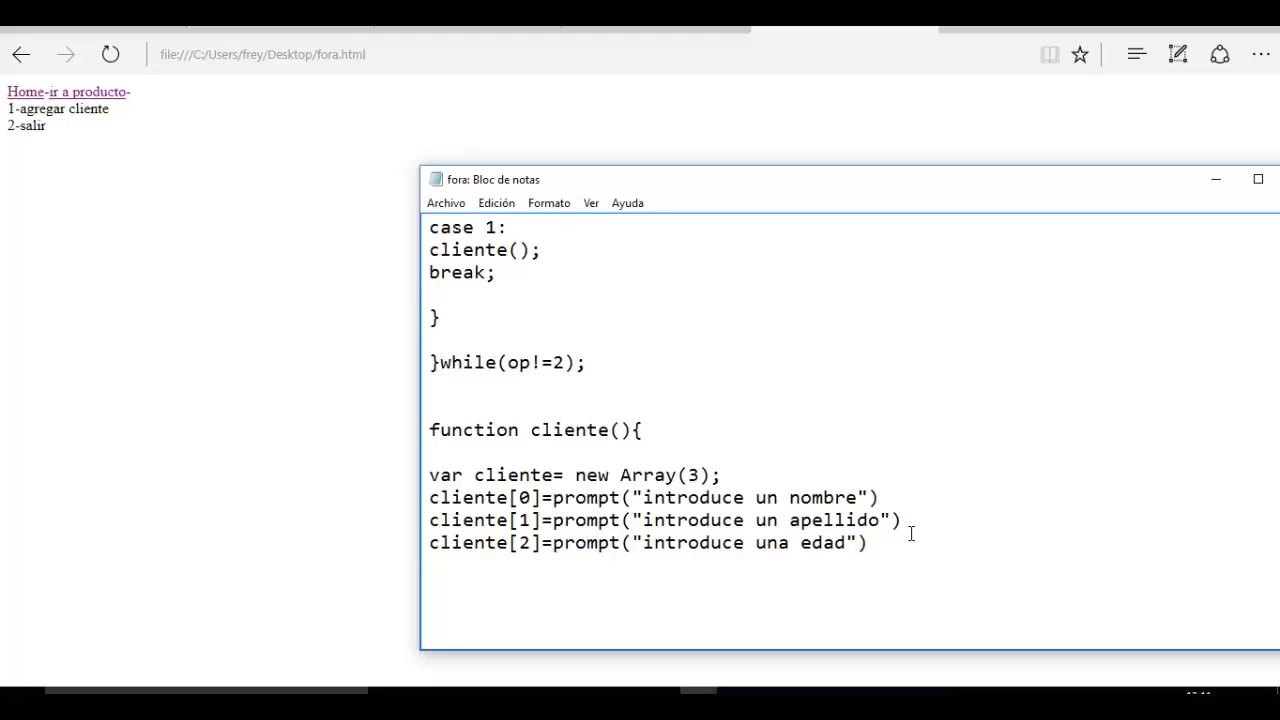 file:///C:/Users/frey/Desktop/fora.html
Home-ir a producto-
1-agregar cliente
2-salir
fora: Bloc de notas
Archivo Edición Formato Ver Ayuda
case 1:
cliente();
break;
}
}while(op!=2);
function cliente(){
var cliente= new Array(3);
cliente[0]=prompt("introduce un nombre")
cliente[1]=prompt("introduce un apellido")
cliente[2]=prompt("introduce una edad")